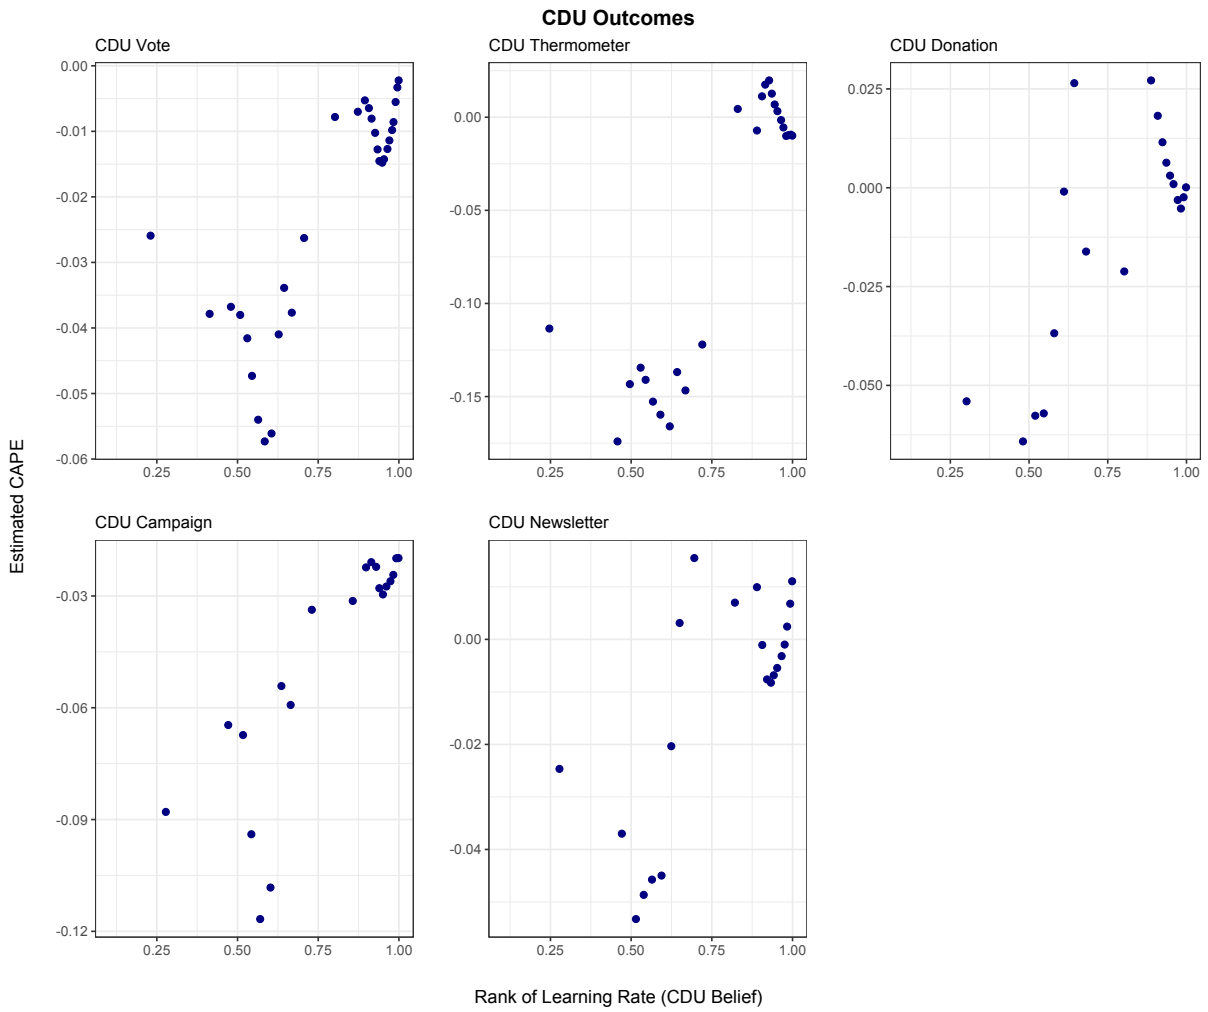 CDU Outcomes
CDU Vote
CDU Thermometer
CDU Donation
0.00
-0.01
-0.02
-0.03
-0.04
-0.05
-0.06
0.25 0.50 0.75 1.00
0.00
-0.05
-0.10
-0.15
0.25 0.50 0.75 1.00
0.025
0.000
-0.025
-0.050
0.25 0.50 0.75 1.00
Estimated CAPE
CDU Campaign
CDU Newsletter
-0.03
-0.06
-0.09
-0.12
0.25 0.50 0.75 1.00
0.00
-0.02
-0.04
0.25 0.50 0.75 1.00
Rank of Learning Rate (CDU Belief)